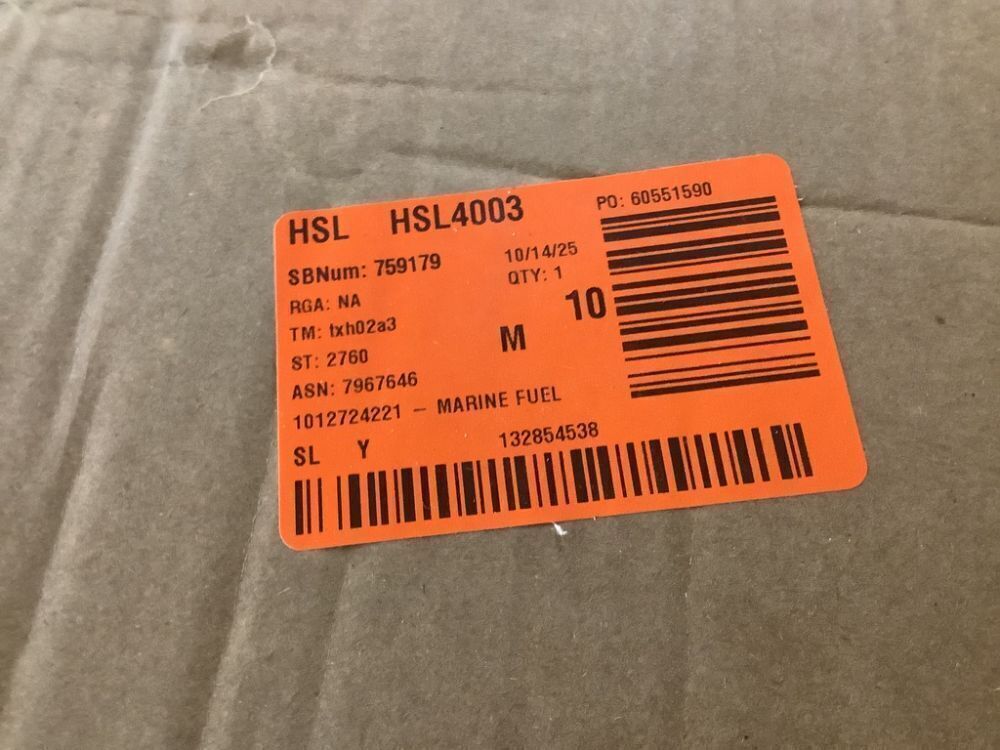 HSL HSL4003
PO: 60551590
SBNum: 759179
10/14/25
RGA: NA
QTY: 1
10
TM: txh02a3
M
ST: 2760
ASN: 7967646
1012724221 - MARINE FUEL
SL Y
132854538